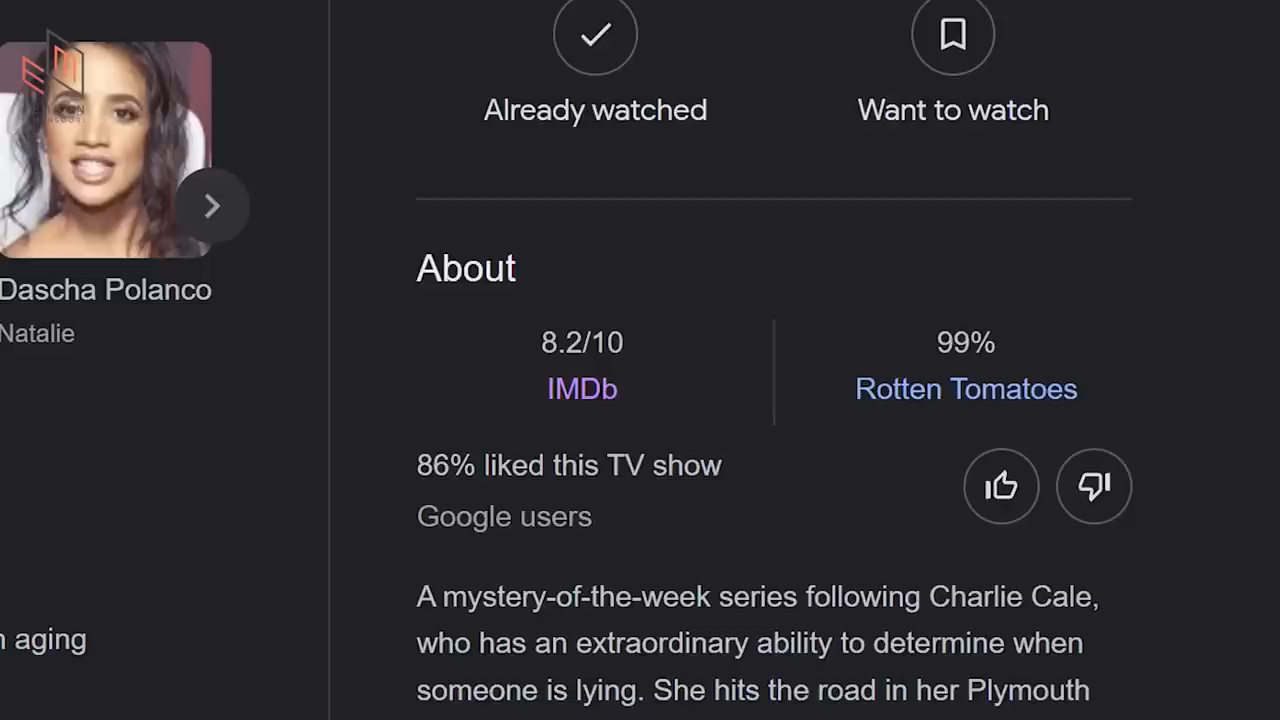 Already watched
Want to watch
Dascha Polanco
Natalie
aging
About
8.2/10
IMDb
99%
Rotten Tomatoes
86% liked this TV show
Google users
A mystery-of-the-week series following Charlie Cale,
who has an extraordinary ability to determine when
someone is lying. She hits the road in her Plymouth